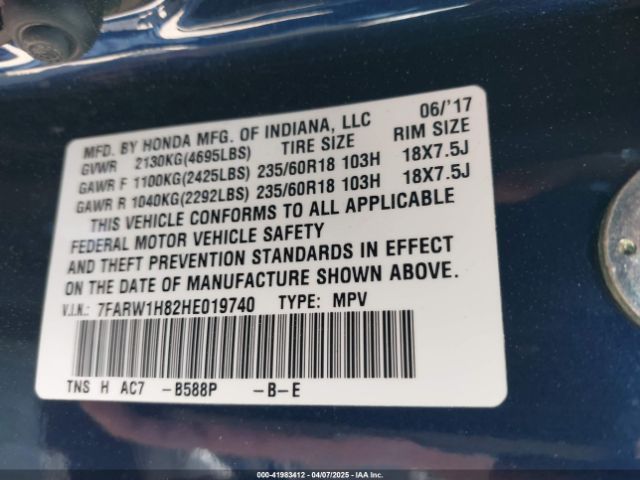 MFD. BY HONDA MFG. OF INDIANA, LLC 06/'17
GVWR 2130KG(4695LBS) TIRE SIZE RIM SIZE
GAWR F 1100KG(2425LBS) 235/60R18 103H 18X7.5J
GAWR R 1040KG(2292LBS) 235/60R18 103H 18X7.5J
THIS VEHICLE CONFORMS TO ALL APPLICABLE
FEDERAL MOTOR VEHICLE SAFETY
AND THEFT PREVENTION STANDARDS IN EFFECT
ON THE DATE OF MANUFACTURE SHOWN ABOVE.
V.I.N.: 7FARW1H82HE019740 TYPE: MPV
TNS H AC7 -B588P -B-E
000-41983412 - 04/07/2025 - IAAI.COM